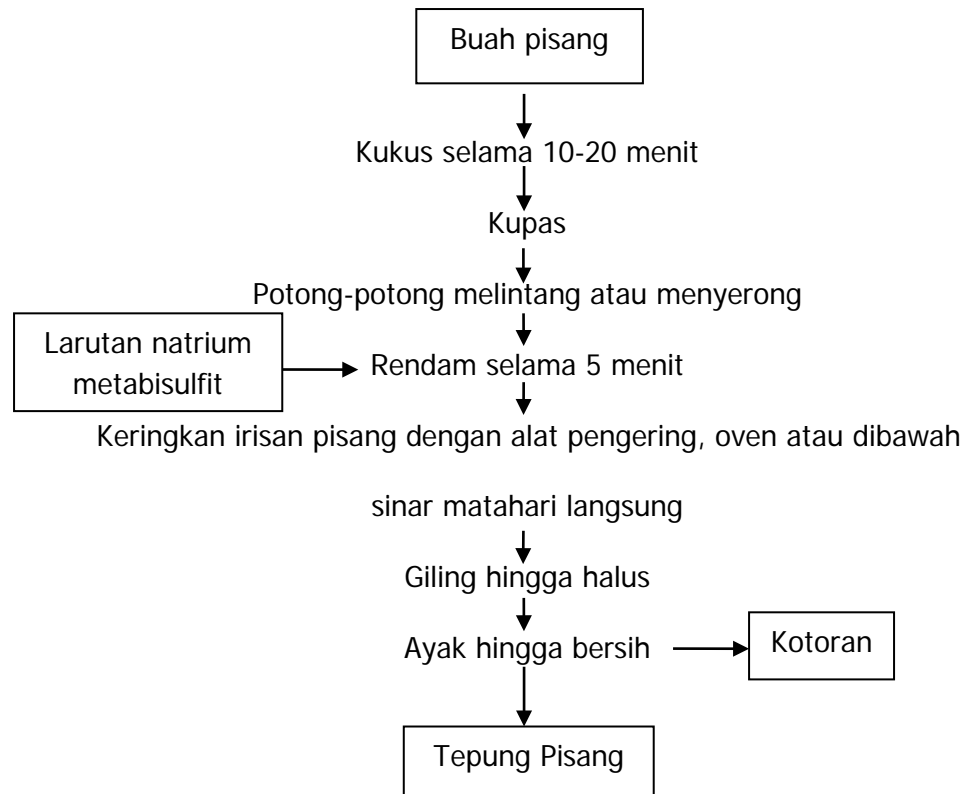 Buah pisang
Kukus selama 10-20 menit
Kupas
Potong-potong melintang atau menyerong
Larutan natrium
metabisulfit
Rendam selama 5 menit
Keringkan irisan pisang dengan alat pengering, oven atau dibawah
sinar matahari langsung
Giling hingga halus
Ayak hingga bersih
Kotoran
Tepung Pisang